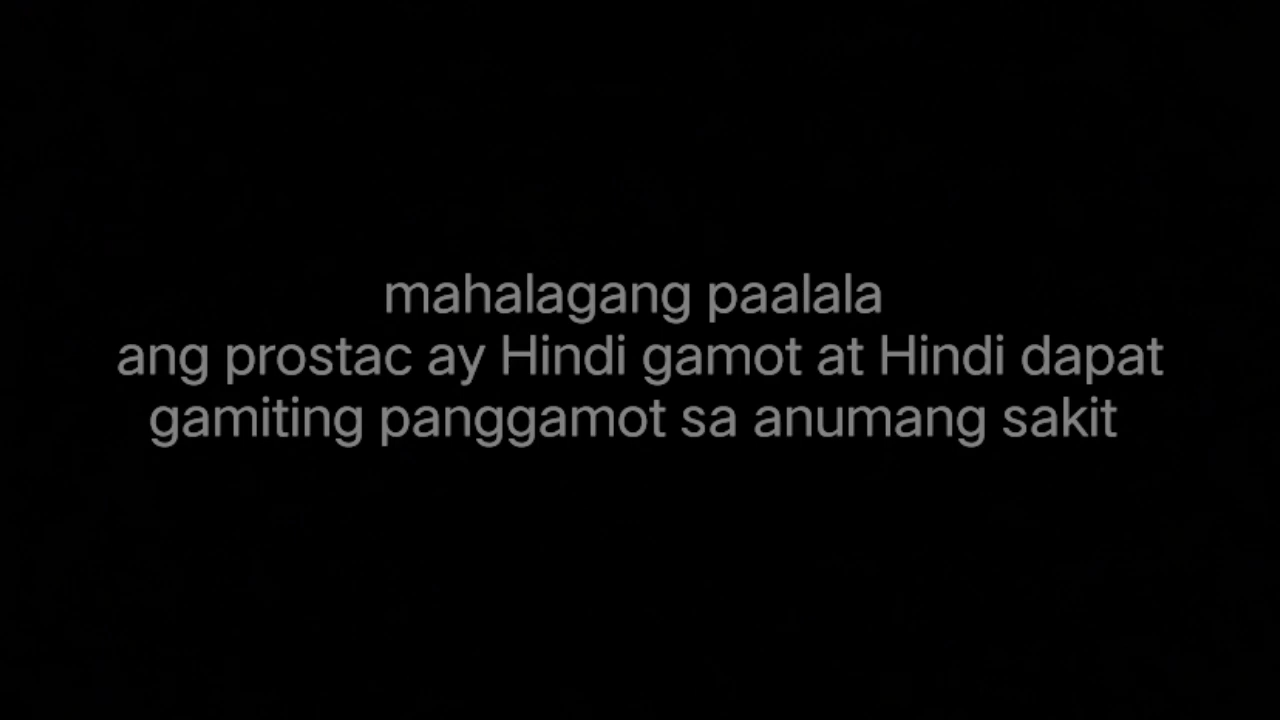 mahalagang paalala
ang prostac ay Hindi gamot at Hindi dapat
gamiting panggamot sa anumang sakit